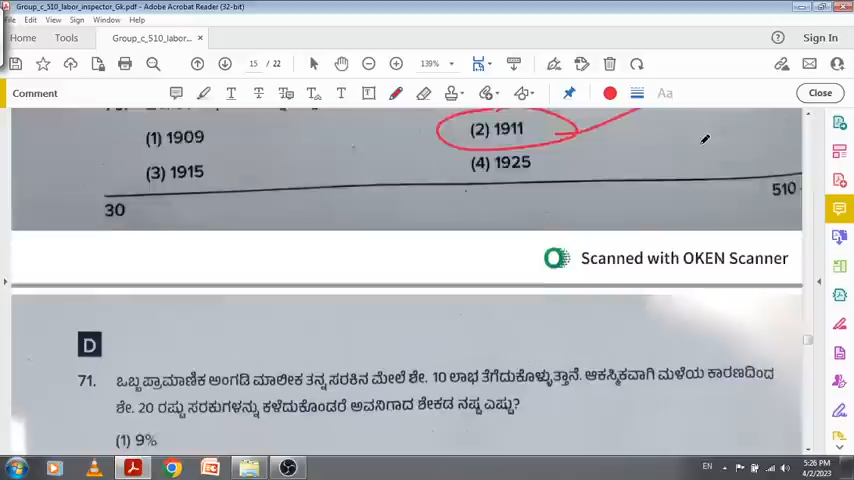 Group_c_510_labor_inspector_Gk.pdf - Adobe Acrobat Reader (32-bit)
File Edit View Sign Window Help
Home Tools Group_c_510_labor... × Sign In
15 / 22 139%
Comment Aa Close
(1) 1909 (2) 1911
(3) 1915 (4) 1925
30 510
Scanned with OKEN Scanner
D
71. ಒಬ್ಬ ಪ್ರಾಮಾಣಿಕ ಅಂಗಡಿ ಮಾಲೀಕ ತನ್ನ ಸರಕಿನ ಮೇಲೆ ಶೇ. 10 ಲಾಭ ತೆಗೆದುಕೊಳ್ಳುತ್ತಾನೆ. ಆಕಸ್ಮಿಕವಾಗಿ ಮಳೆಯ ಕಾರಣದಿಂದ
ಶೇ. 20 ರಷ್ಟು ಸರಕುಗಳನ್ನು ಕಳೆದುಕೊಂಡರೆ ಅವನಿಗಾದ ಶೇಕಡ ನಷ್ಟ ಎಷ್ಟು?
(1) 9%
EN 5:26 PM
4/2/2023